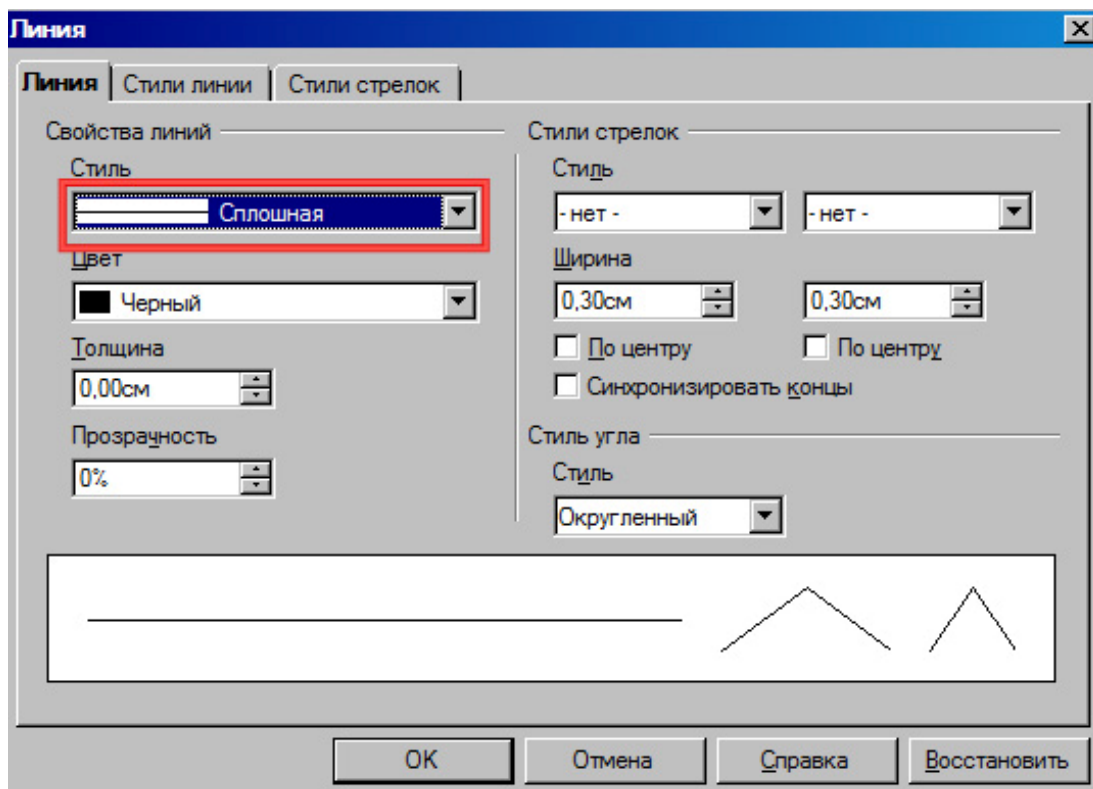 Линия
Линия Стили линии Стили стрелок
Свойства линий
Стиль
Сплошная
Цвет
Черный
Толщина
0,00см
Прозрачность
0%
Стили стрелок
Стиль
- нет - - нет -
Ширина
0,30см 0,30см
По центру По центру
Синхронизировать концы
Стиль угла
Стиль
Округленный
OK Отмена Справка Восстановить